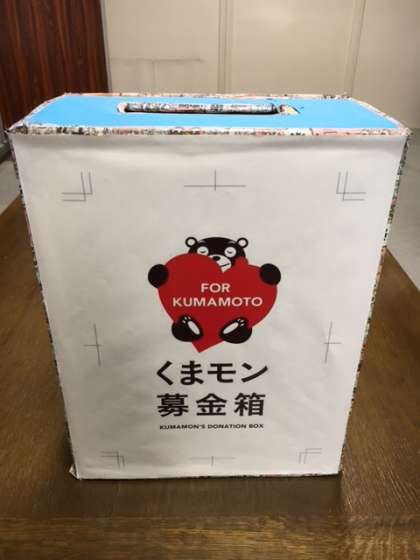 FOR
KUMAMOTO
くまモン
募金箱
KUMAMON'S DONATION BOX